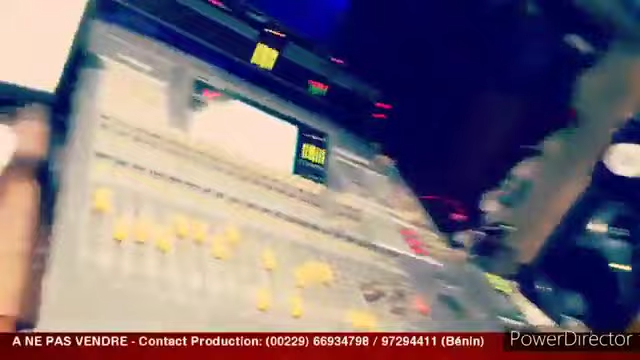 A NE PAS VENDRE - Contact Production: (00229) 66934798 / 97294411 (Bénin)
PowerDirector